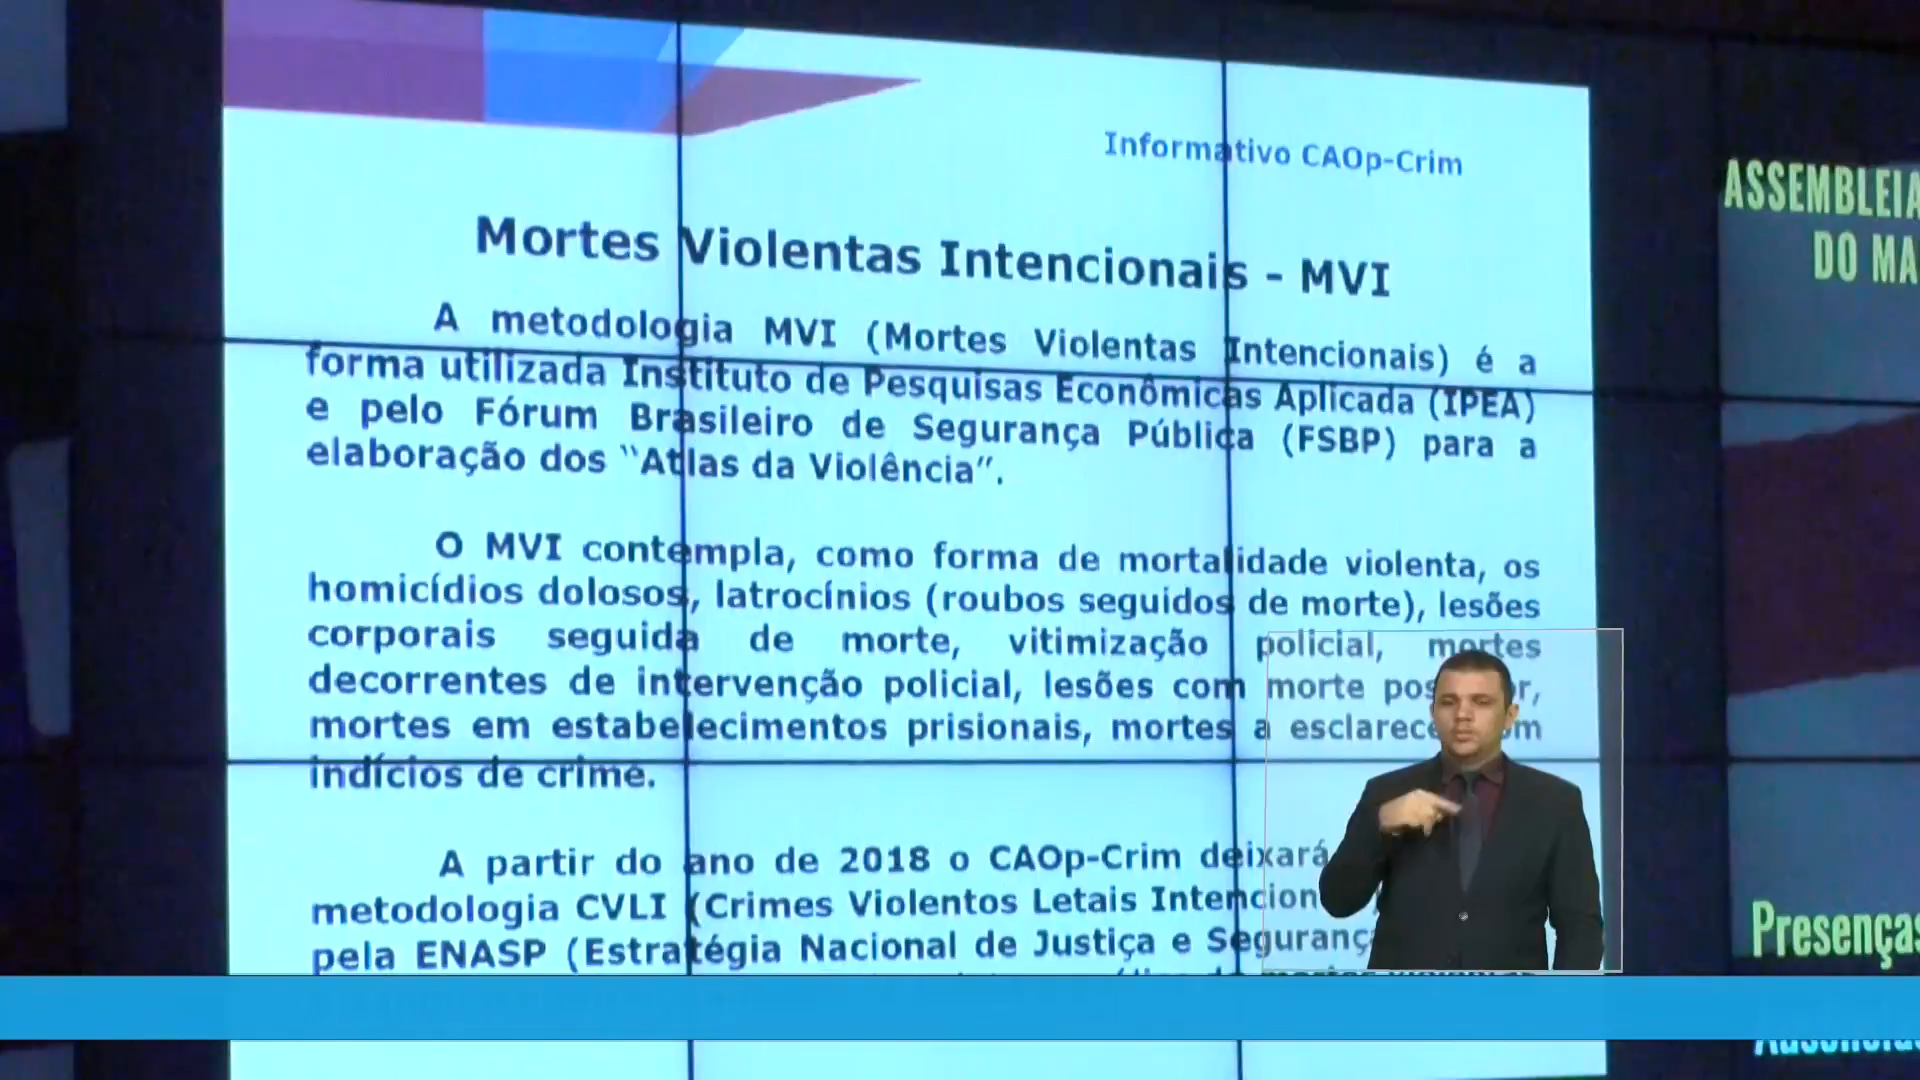 Informativo CAOp-Crim
Mortes Violentas Intencionais - MVI
A metodologia MVI (Mortes Violentas Intencionais) é a
forma utilizada Instituto de Pesquisas Econômicas Aplicada (IPEA)
e pelo Fórum Brasileiro de Segurança Pública (FSBP) para a
elaboração dos “Atlas da Violência”.
O MVI contempla, como forma de mortalidade violenta, os
homicídios dolosos, latrocínios (roubos seguidos de morte), lesões
corporais seguida de morte, vitimização policial, mortes
decorrentes de intervenção policial, lesões com morte
mortes em estabelecimentos prisionais, mortes a
indícios de crime.
A partir do ano de 2018 o CAOp-Crim deixará
metodologia CVLI (Crimes Violentos Letais
pela ENASP (Estratégia Nacional de Justiça e
ASSEMBLEIA
DO MA
Presenças